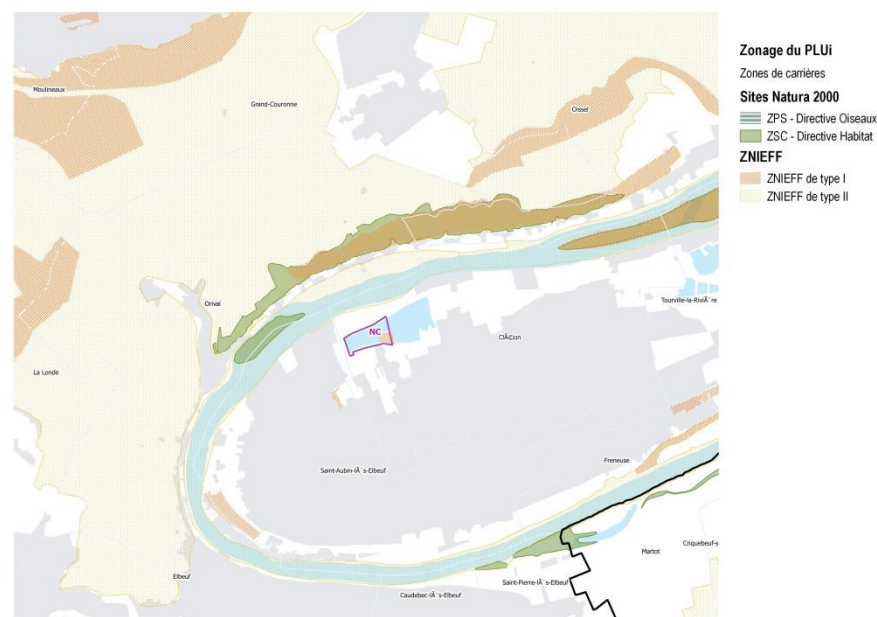 Moulineaux
Grand-Couronne
Oissel
Orival
NC
Tourville-la-RiviÃ¨re
ClÃ©on
La Londe
Saint-Aubin-lÃ¨s-Elbeuf
Freneuse
Martot
Criquebeuf-s
Elbeuf
Saint-Pierre-lÃ¨s-Elbeuf
Caudebec-lÃ¨s-Elbeuf
Zonage du PLUi
Zones de carrières
Sites Natura 2000
ZPS - Directive Oiseaux
ZSC - Directive Habitat
ZNIEFF
ZNIEFF de type I
ZNIEFF de type II